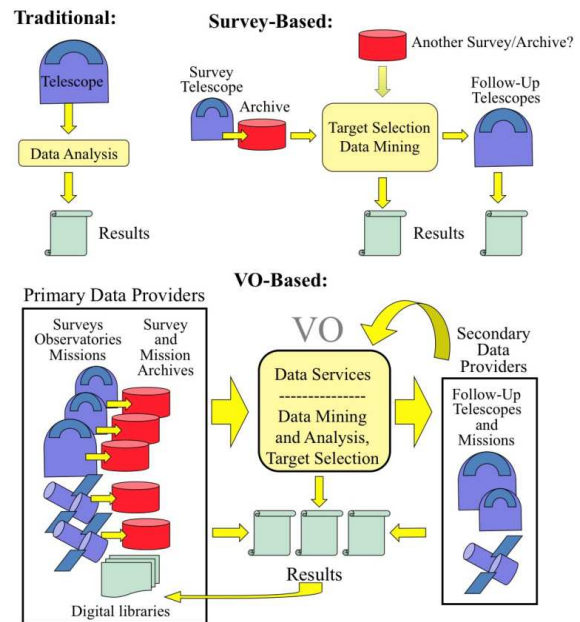 Traditional:
Telescope
Data Analysis
Results
Survey-Based:
Another Survey/Archive?
Survey
Telescope
Archive
Target Selection
Data Mining
Follow-Up
Telescopes
Results
VO-Based:
Primary Data Providers
Surveys
Observatories
Missions
Survey
and
Mission
Archives
Digital libraries
VO
Data Services
---------------
Data Mining
and Analysis,
Target Selection
Results
Secondary
Data
Providers
Follow-Up
Telescopes
and
Missions